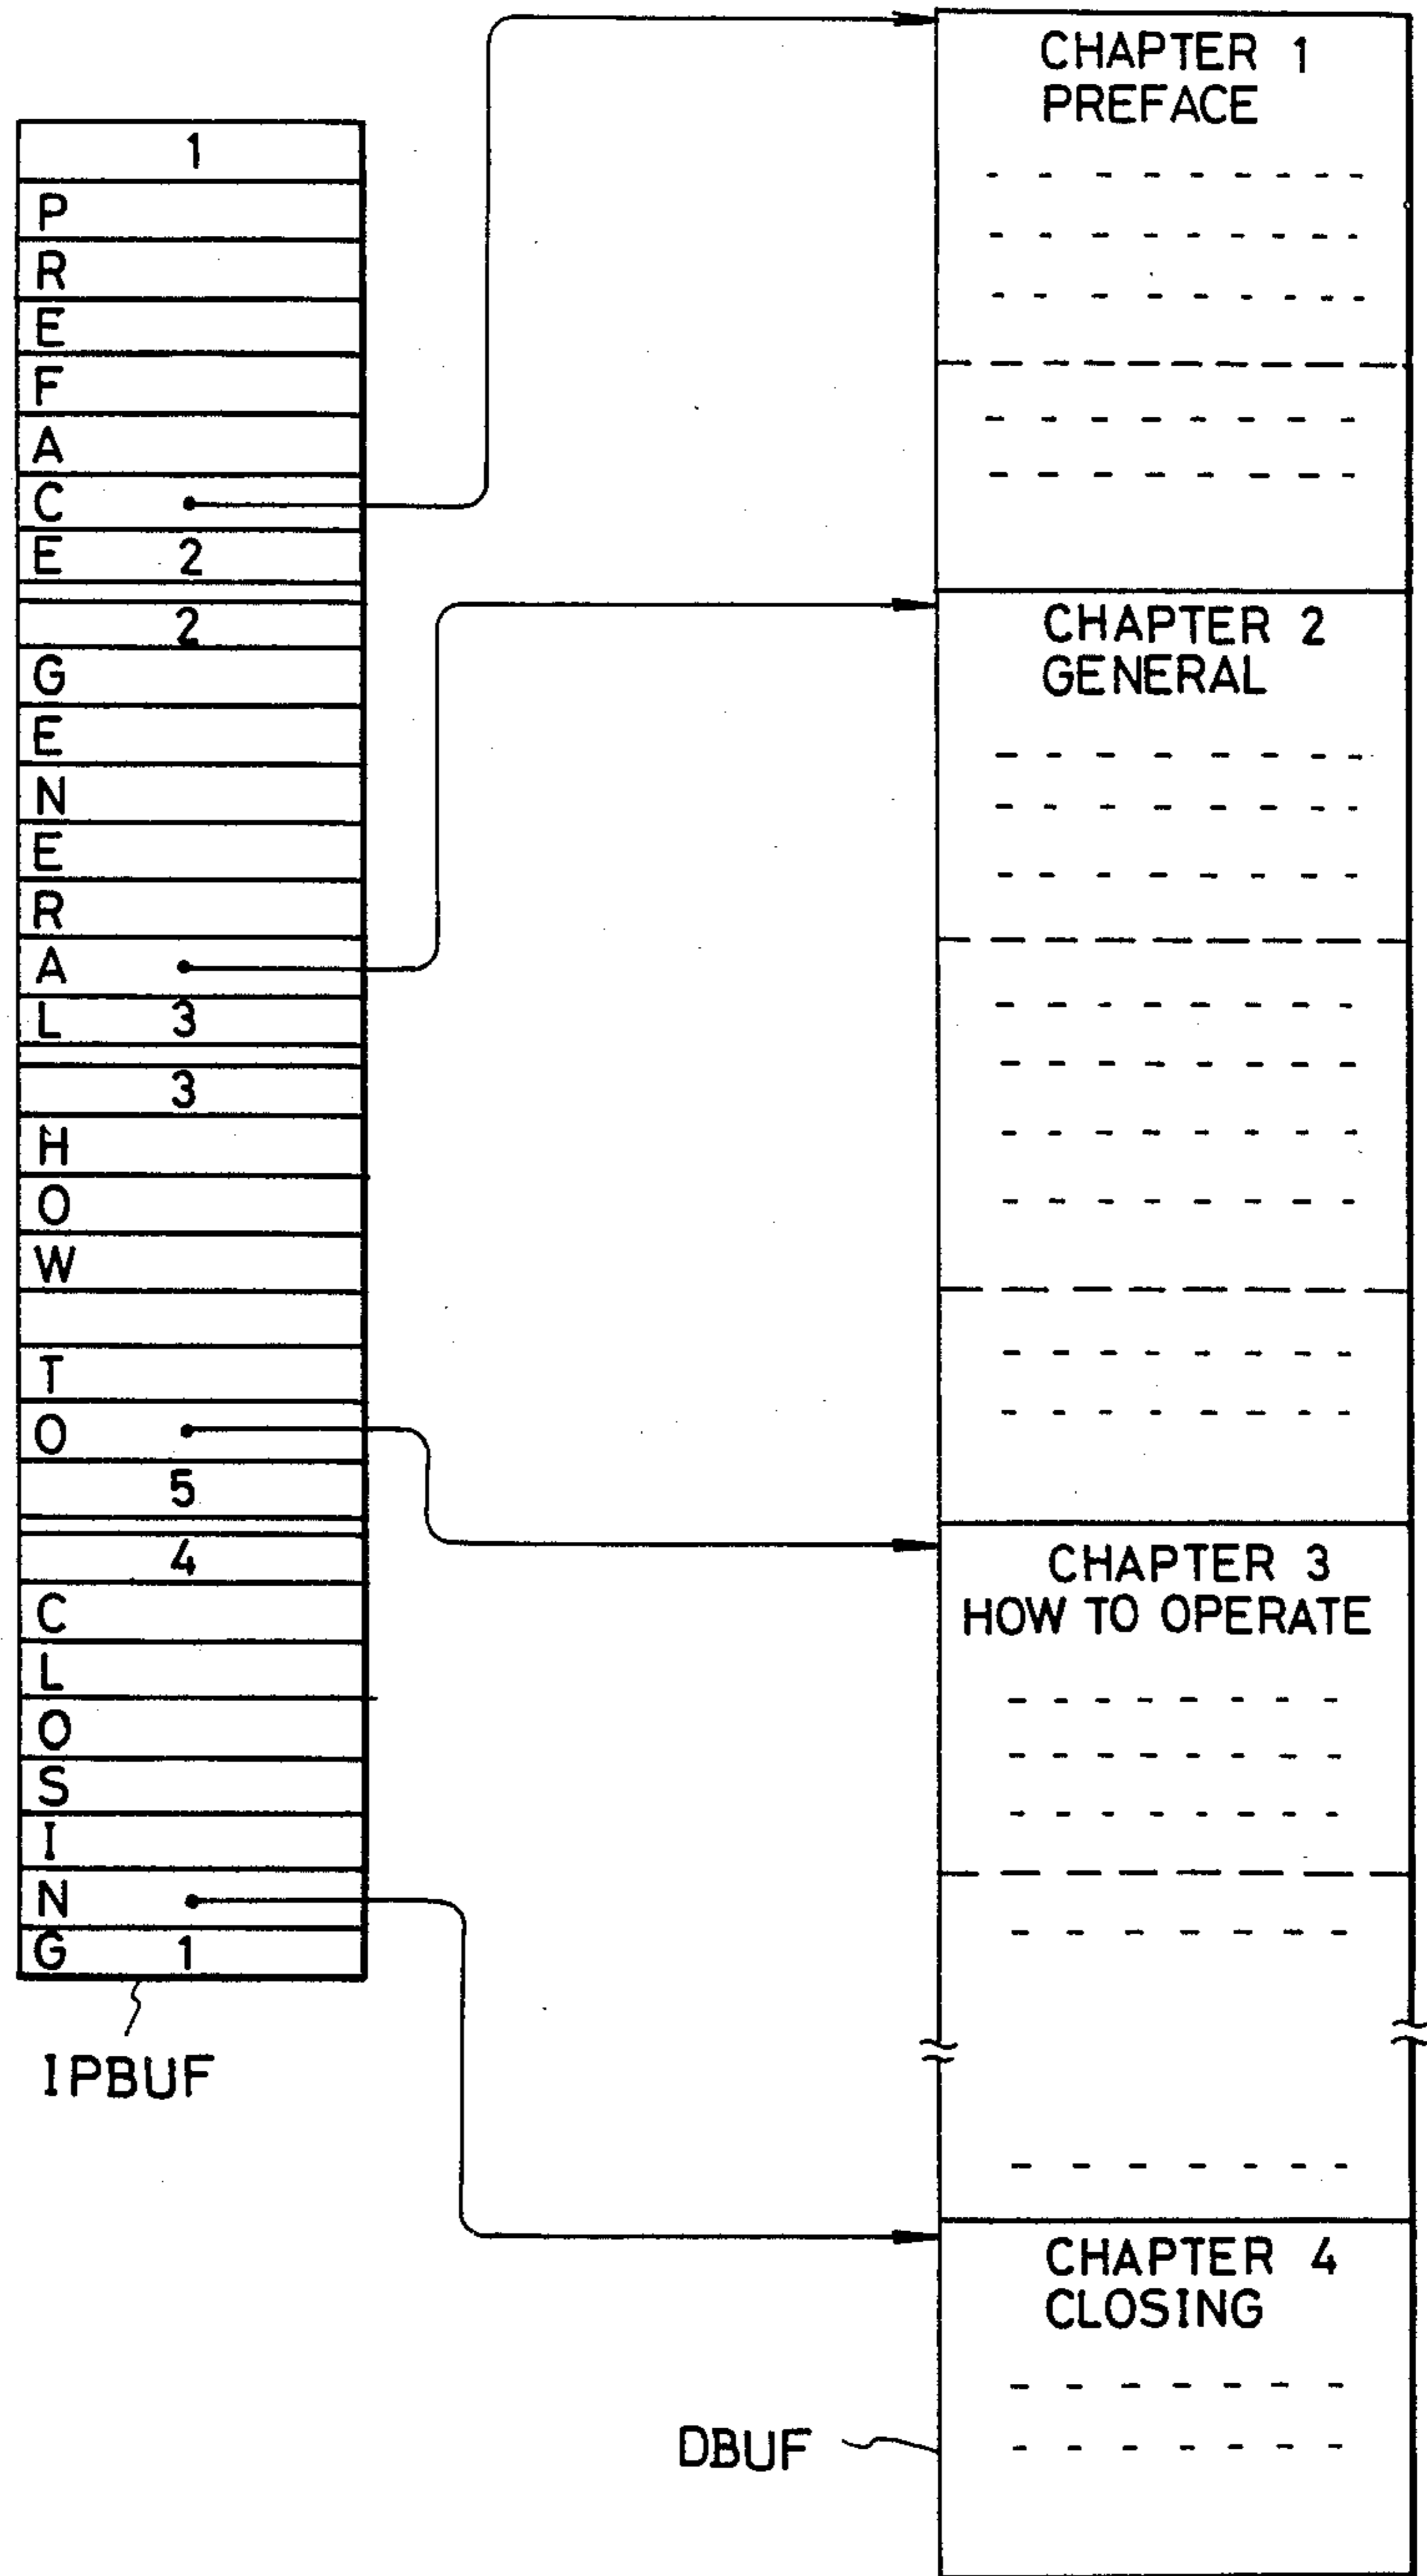 1
P
R
E
F
A
C
E 2
2
G
E
N
E
R
A
L 3
3
H
O
W
T
O
5
4
C
L
O
S
I
N
G 1
IPBUF
CHAPTER 1
PREFACE
CHAPTER 2
GENERAL
CHAPTER 3
HOW TO OPERATE
CHAPTER 4
CLOSING
DBUF